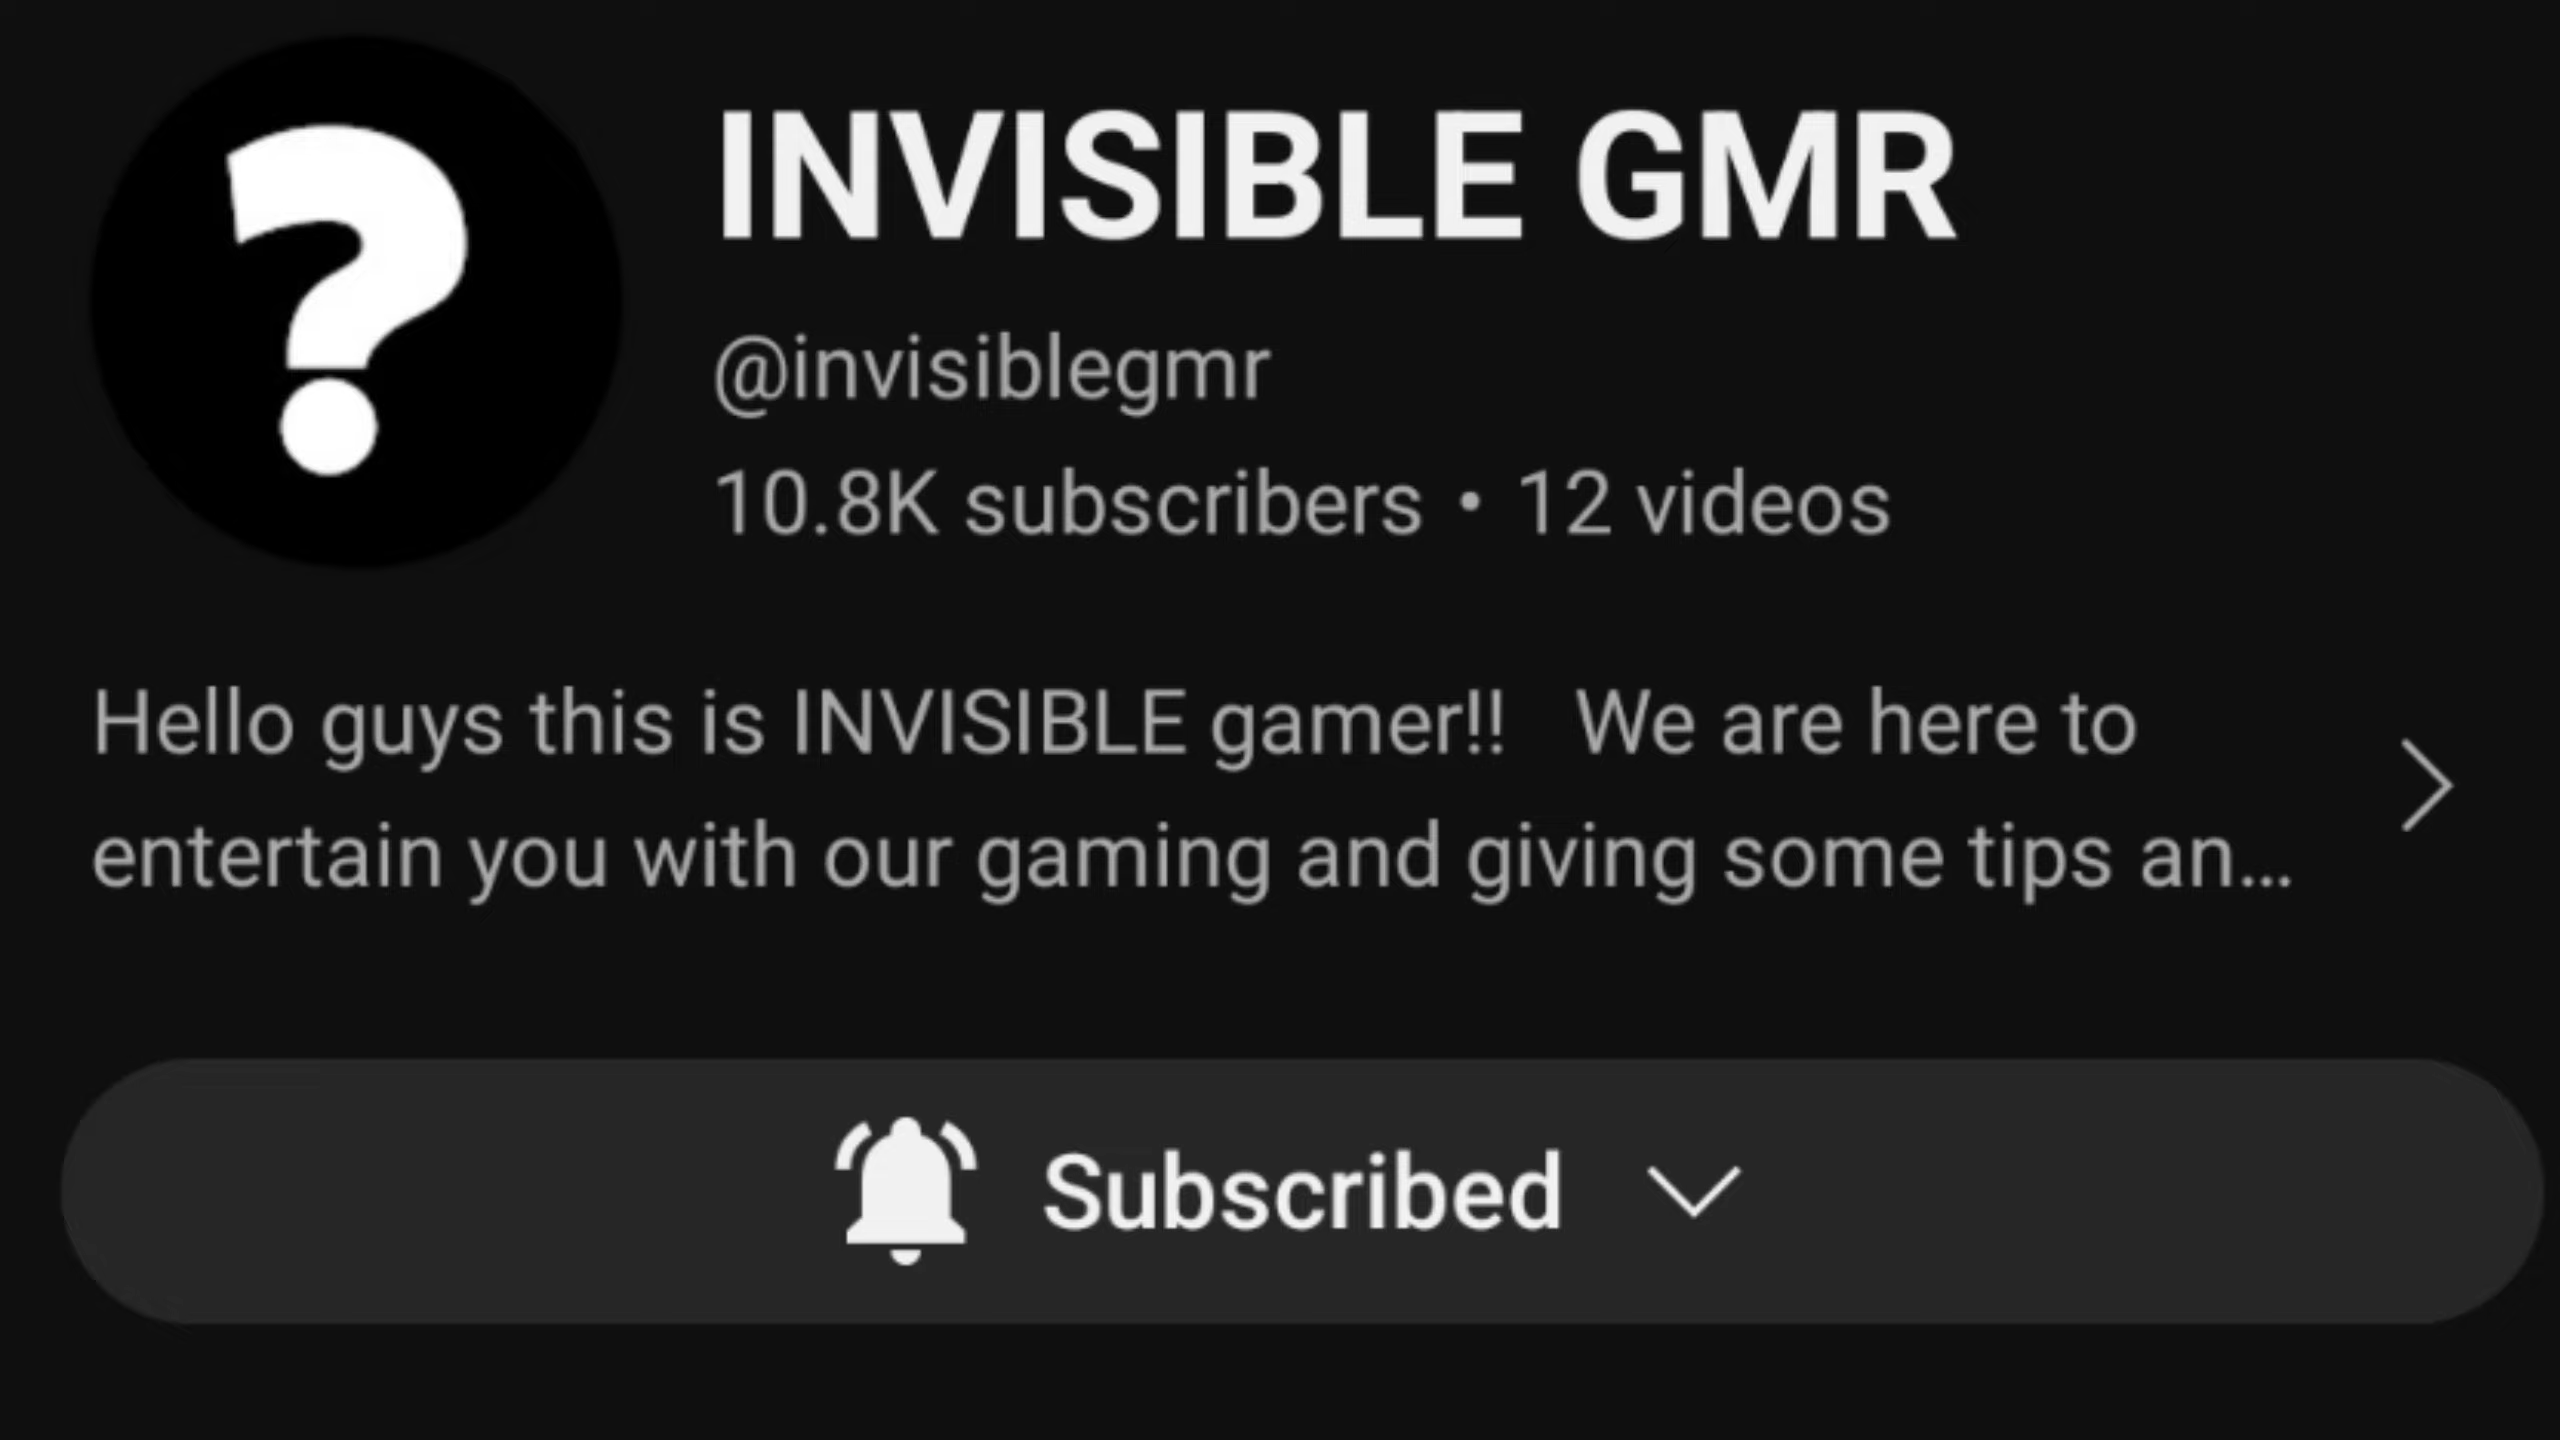 ?
INVISIBLE GMR
@invisiblegmr
10.8K subscribers • 12 videos
Hello guys this is INVISIBLE gamer!! We are here to
entertain you with our gaming and giving some tips an...
Subscribed